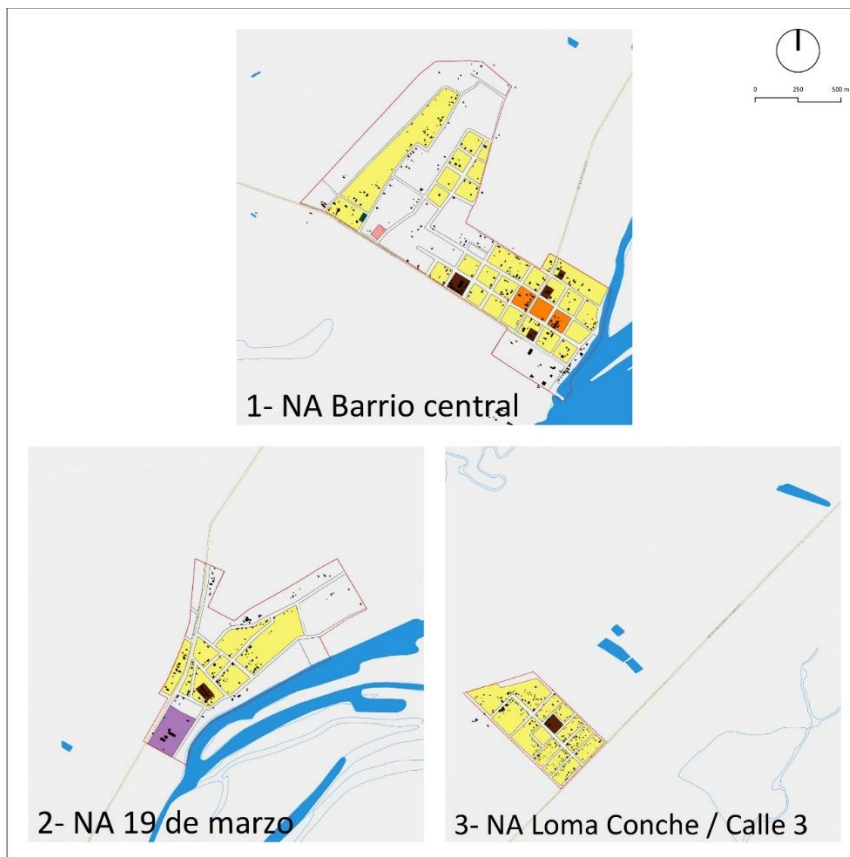 0 250 500 m
1- NA Barrio central
2- NA 19 de marzo
3- NA Loma Conche / Calle 3